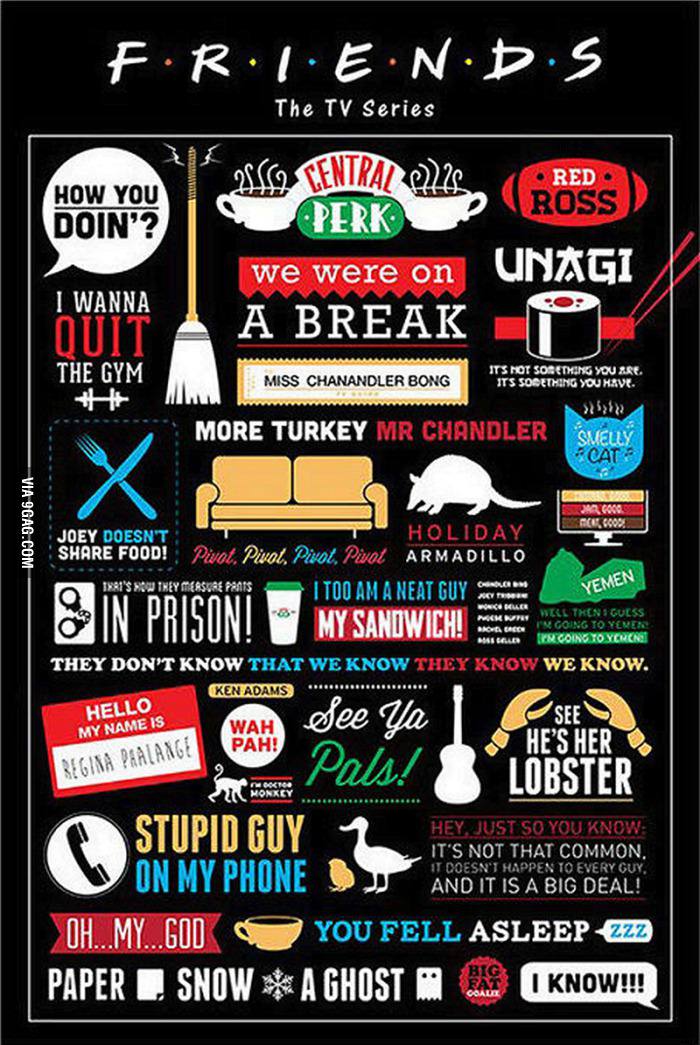 F·R·I·E·N·D·S
The TV Series
HOW YOU
DOIN'?
CENTRAL
PERK
RED
ROSS
we were on
A BREAK
UNAGI
IT'S NOT SOMETHING YOU ARE.
IT'S SOMETHING YOU HAVE.
I WANNA
QUIT
THE GYM
MISS CHANANDLER BONG
TV GUIDE
MORE TURKEY MR CHANDLER
SMELLY
CAT
JOEY DOESN'T
SHARE FOOD!
Pivot, Pivot, Pivot, Pivot
HOLIDAY
ARMADILLO
CUSTARD, GOOD.
JAM, GOOD.
MEAT, GOOD!
VIA 9GAG.COM
THAT'S HOW THEY MEASURE PANTS
IN PRISON!
I TOO AM A NEAT GUY
MY SANDWICH!
CHANDLER BING
JOEY TRIBBIANI
MONICA GELLER
PHOEBE BUFFAY
RACHEL GREEN
ROSS GELLER
YEMEN
WELL THEN I GUESS
I'M GOING TO YEMEN!
I'M GOING TO YEMEN!
THEY DON'T KNOW THAT WE KNOW THEY KNOW WE KNOW.
HELLO
MY NAME IS
REGINA PHALANGE
KEN ADAMS
WAH
PAH!
I'M DOCTOR
MONKEY
See Ya
Pals!
SEE
HE'S HER
LOBSTER
STUPID GUY
ON MY PHONE
HEY, JUST SO YOU KNOW:
IT'S NOT THAT COMMON,
IT DOESN'T HAPPEN TO EVERY GUY,
AND IT IS A BIG DEAL!
OH...MY...GOD
YOU FELL ASLEEP
ZZZ
PAPER SNOW A GHOST
BIG
FAT
GOALIE
I KNOW!!!